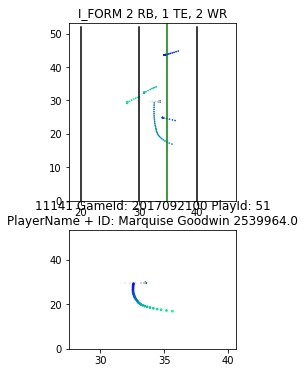 I_FORM 2 RB, 1 TE, 2 WR
50
40
30
20
10
0
20 30 40
11141 GameId: 2017092100 PlayId: 51
PlayerName + ID: Marquise Goodwin 2539964.0
40
20
0
30 35 40